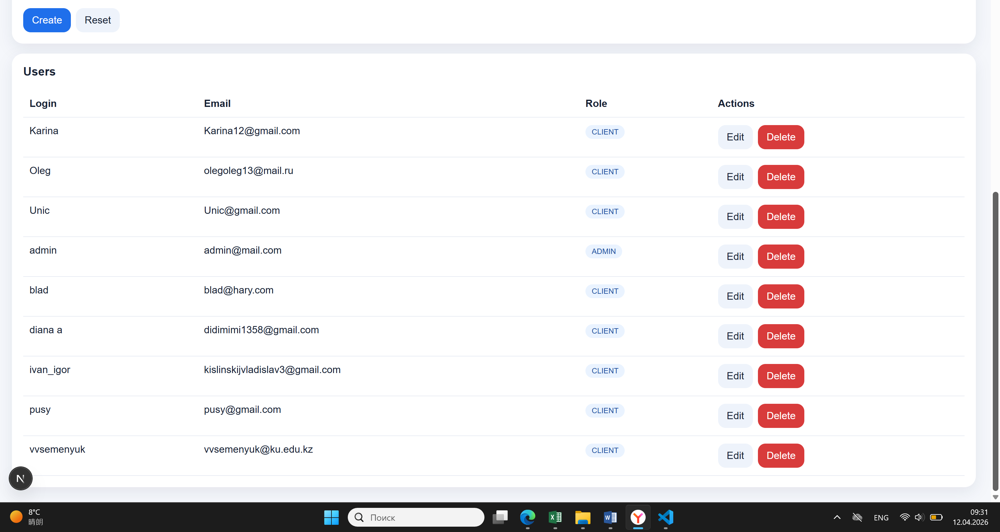 Create Reset
Users
Login Email Role Actions
Karina Karina12@gmail.com CLIENT Edit Delete
Oleg olegoleg13@mail.ru CLIENT Edit Delete
Unic Unic@gmail.com CLIENT Edit Delete
admin admin@mail.com ADMIN Edit Delete
blad blad@hary.com CLIENT Edit Delete
diana a didimimi1358@gmail.com CLIENT Edit Delete
ivan_igor kislinskijvladislav3@gmail.com CLIENT Edit Delete
pusy pusy@gmail.com CLIENT Edit Delete
vvsemenyuk vvsemenyuk@ku.edu.kz CLIENT Edit Delete
N
8°C
晴朗
Поиск
ENG
09:31
12.04.2026